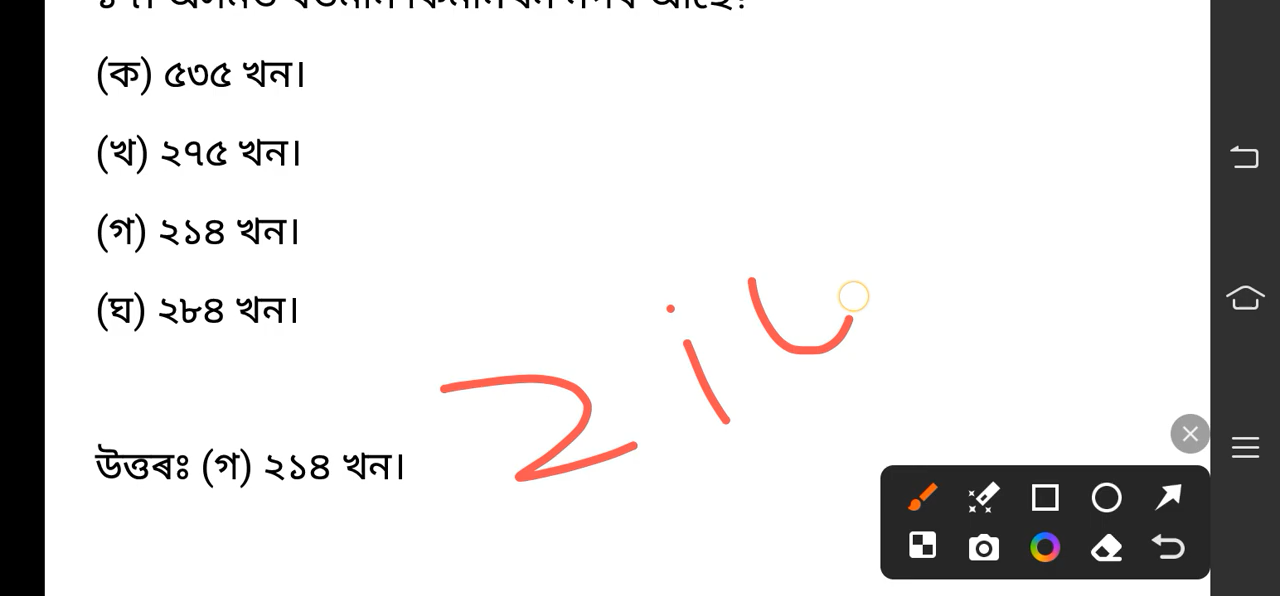 (ক) ৫৩৫ খন।
(খ) ২৭৫ খন।
(গ) ২১৪ খন।
(ঘ) ২৮৪ খন।
উত্তৰঃ (গ) ২১৪ খন।